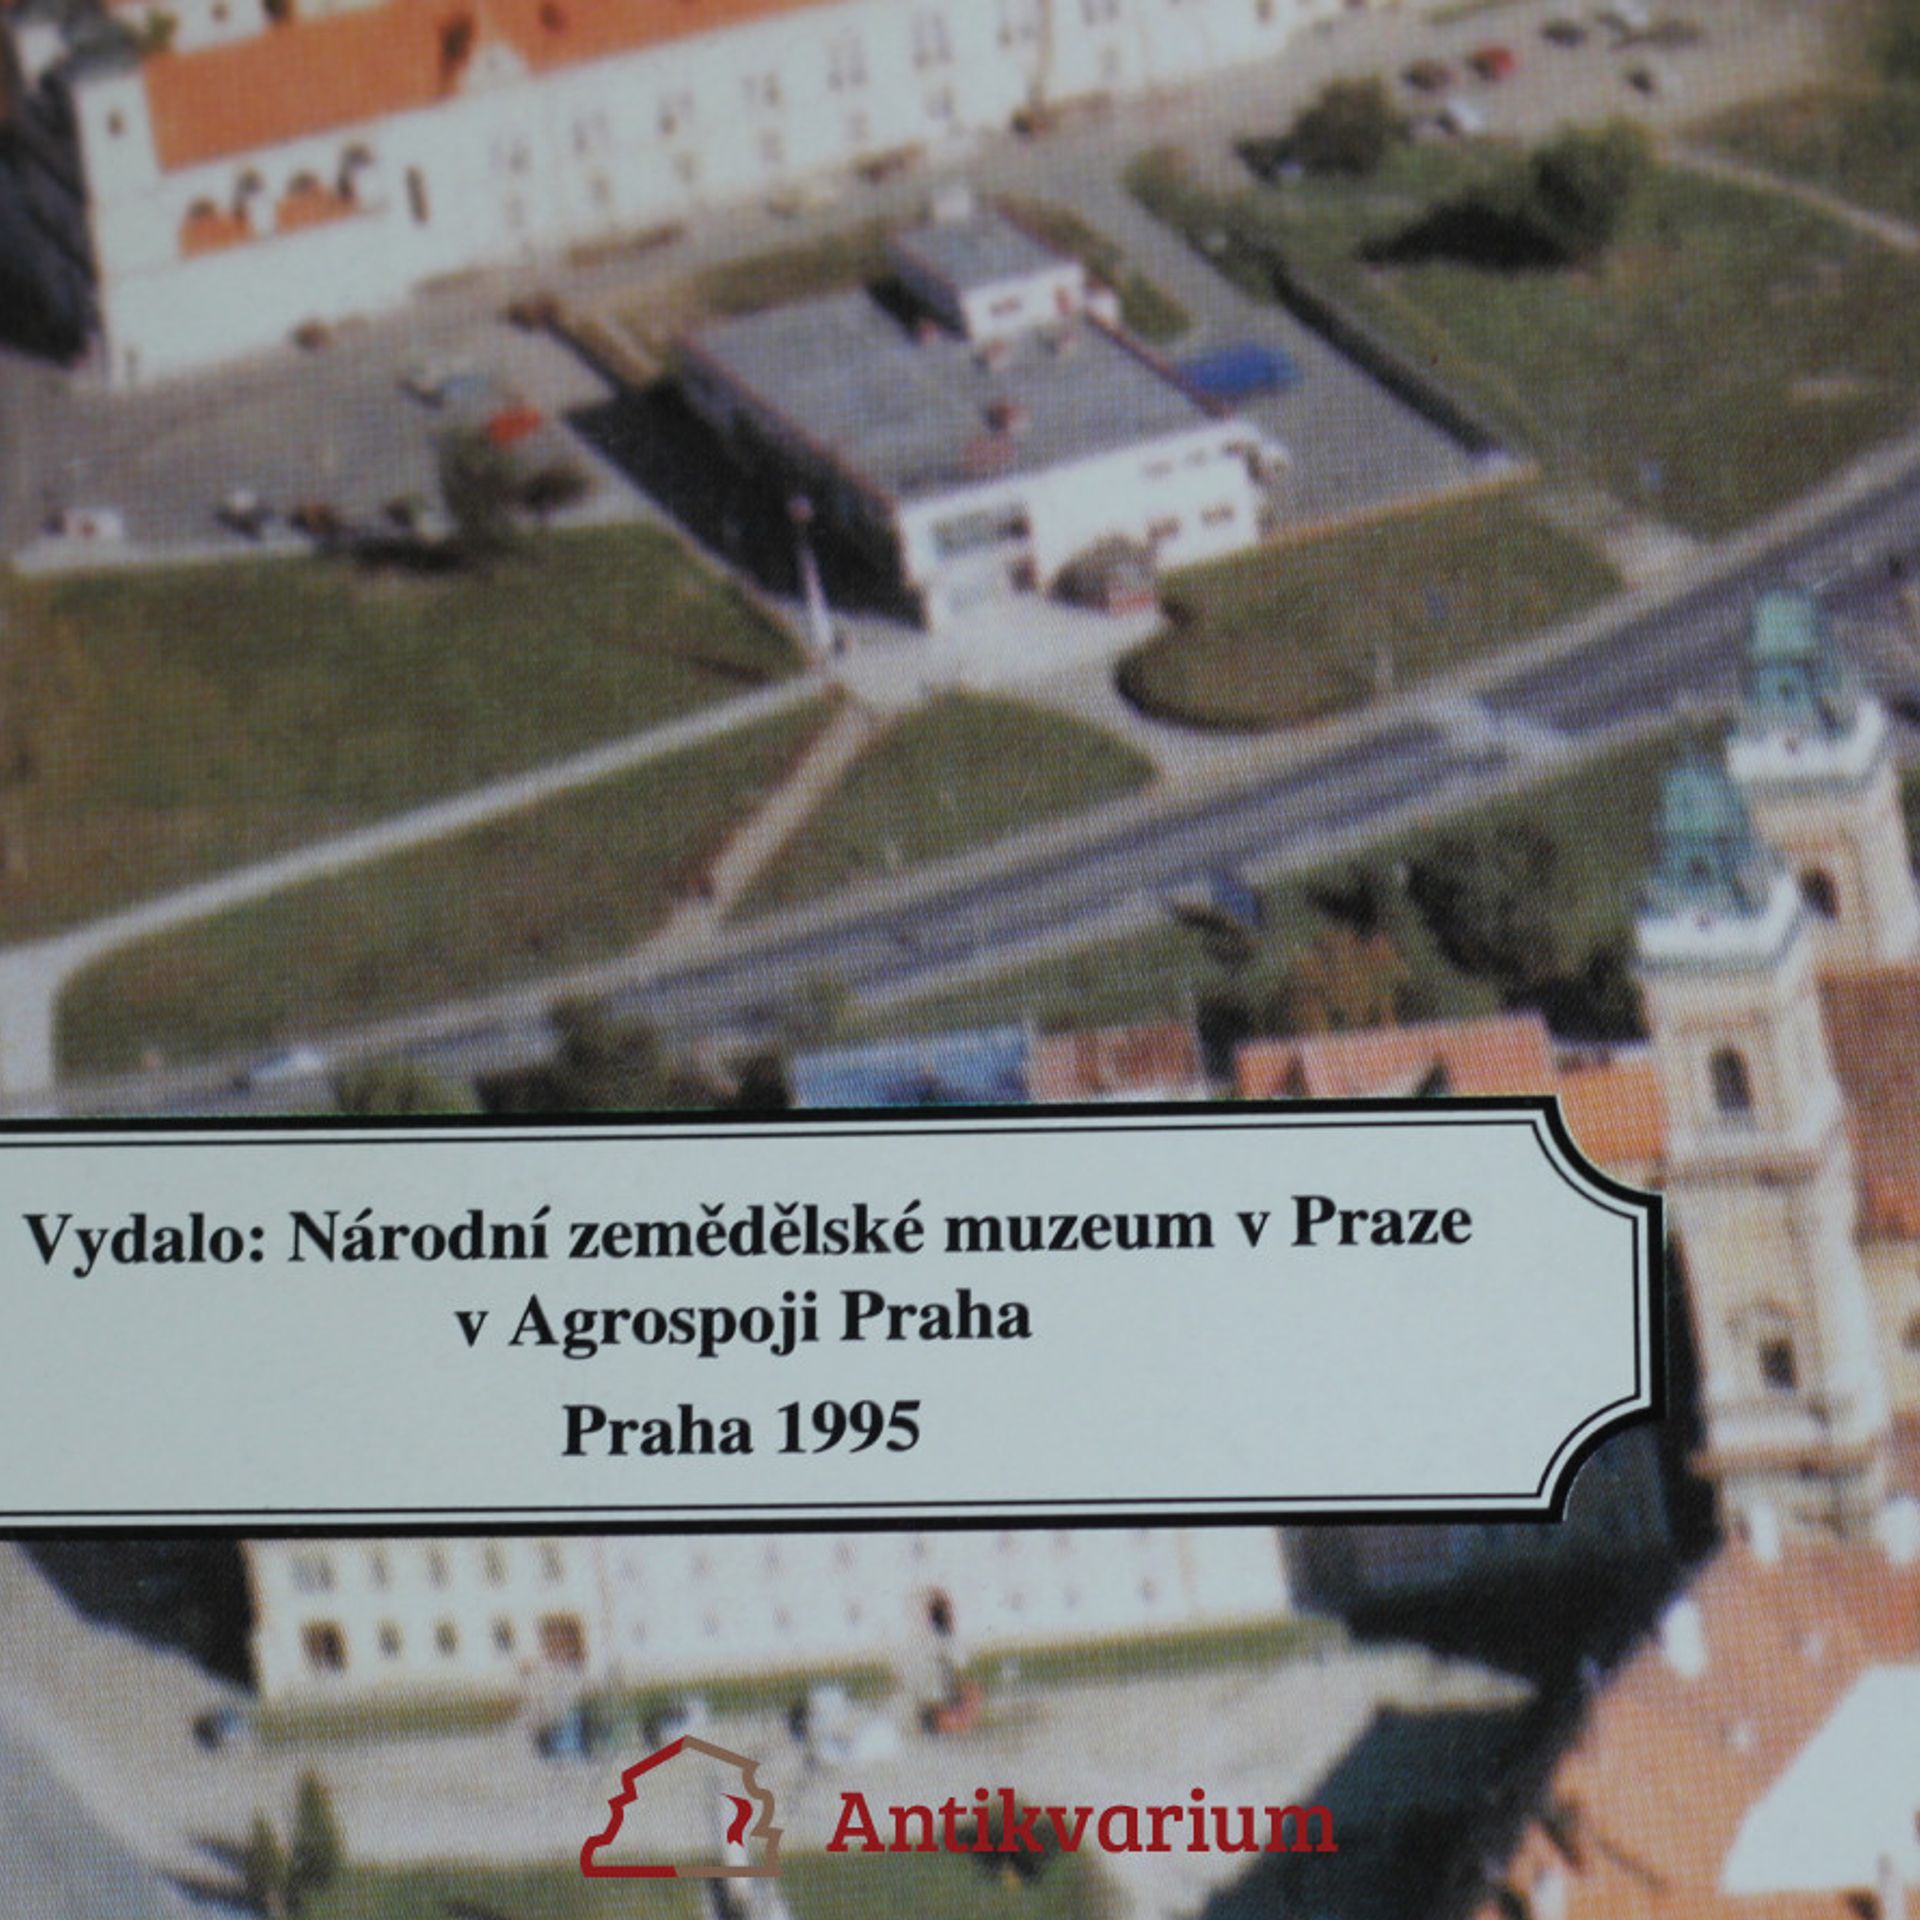 Vydalo: Národní zemědělské muzeum v Praze
v Agrospoji Praha
Praha 1995
Antikvarium